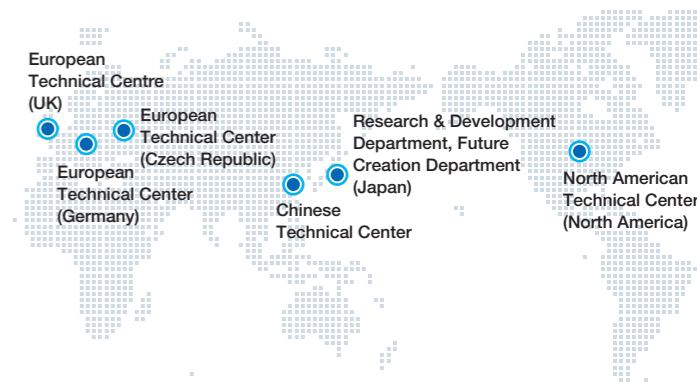 European
Technical Centre
(UK)
European
Technical Center
(Czech Republic)
European
Technical Center
(Germany)
Research & Development
Department, Future
Creation Department
(Japan)
Chinese
Technical Center
North American
Technical Center
(North America)